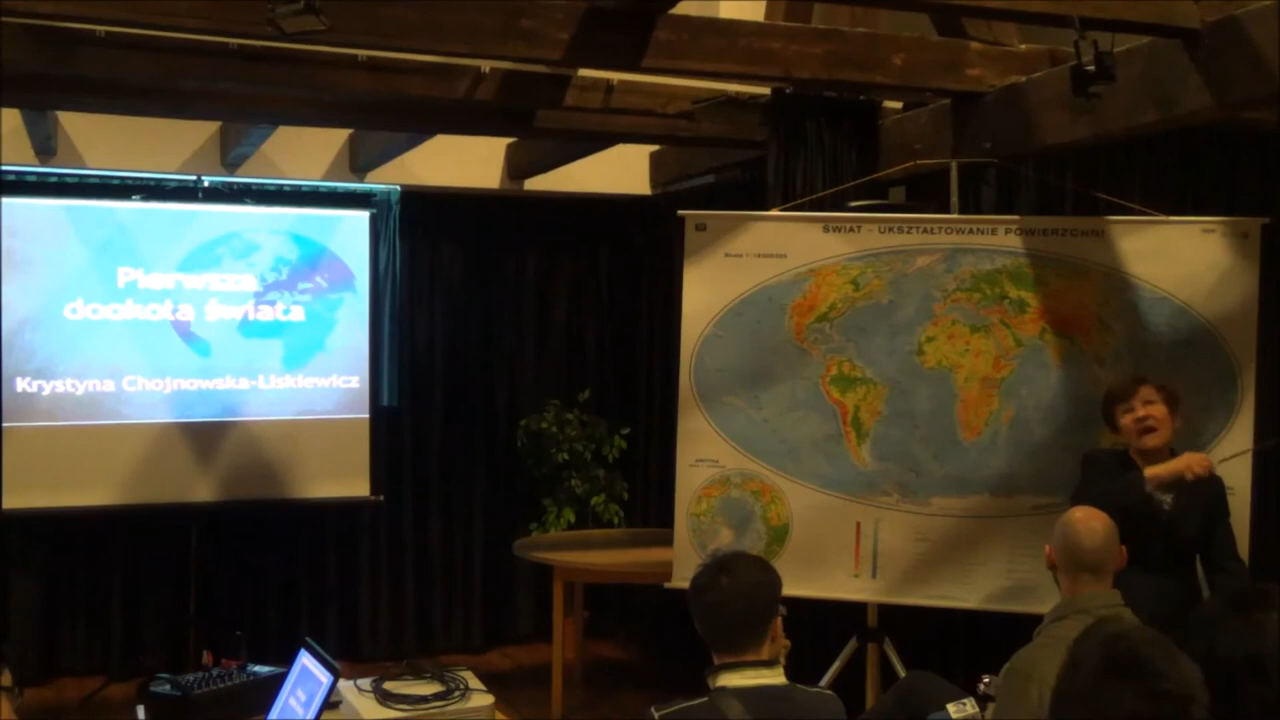 Pierwsza
dookoła świata
Krystyna Chojnowska-Liskiewicz
ŚWIAT - UKSZTAŁTOWANIE POWIERZCHNI